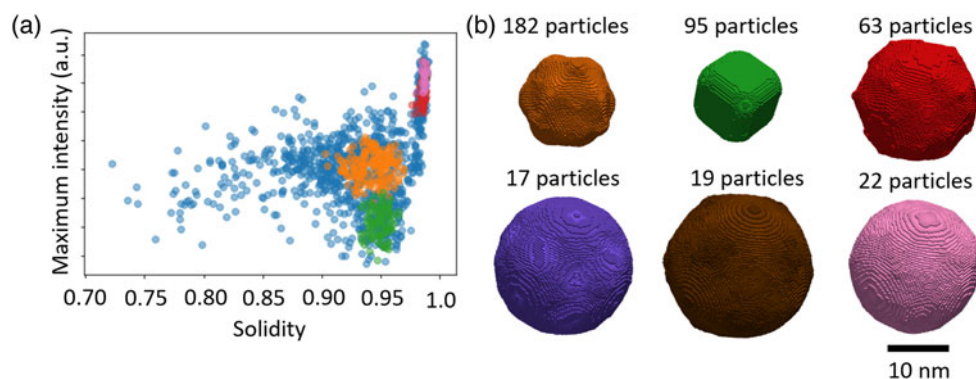 (a)
Maximum intensity (a.u.)
0.70 0.75 0.80 0.85 0.90 0.95 1.0
Solidity
(b)
182 particles 95 particles 63 particles
17 particles 19 particles 22 particles
10 nm